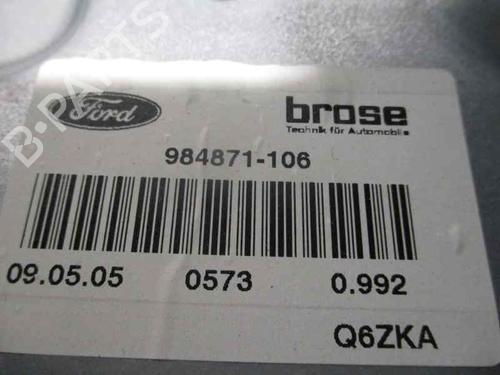 Ford
brose
Technik für Automobile
984871-106
09.05.05 0573 0.992
Q6ZKA
B-PARTS